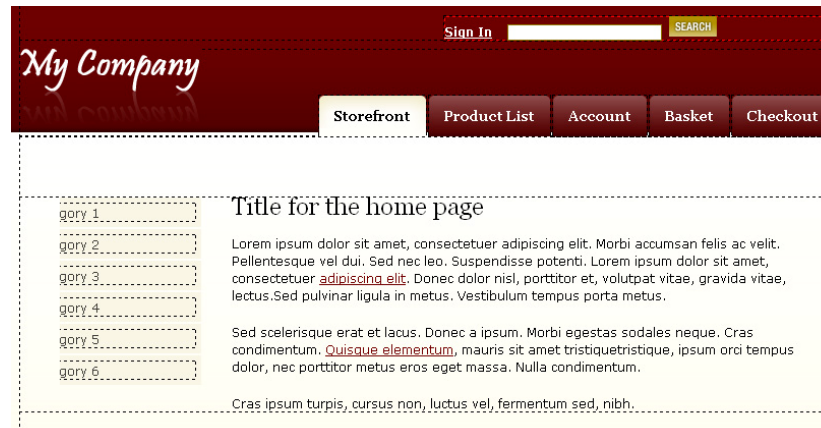 Sign In
SEARCH
My Company
Storefront
Product List
Account
Basket
Checkout
Title for the home page
gory 1
gory 2
gory 3
gory 4
gory 5
gory 6
Lorem ipsum dolor sit amet, consectetuer adipiscing elit. Morbi accumsan felis ac velit.
Pellentesque vel dui. Sed nec leo. Suspendisse potenti. Lorem ipsum dolor sit amet,
consectetuer adipiscing elit. Donec dolor nisl, porttitor et, volutpat vitae, gravida vitae,
lectus.Sed pulvinar ligula in metus. Vestibulum tempus porta metus.
Sed scelerisque erat et lacus. Donec a ipsum. Morbi egestas sodales neque. Cras
condimentum. Quisque elementum, mauris sit amet tristiquetristique, ipsum orci tempus
dolor, nec porttitor metus eros eget massa. Nulla condimentum.
Cras ipsum turpis, cursus non, luctus vel, fermentum sed, nibh.